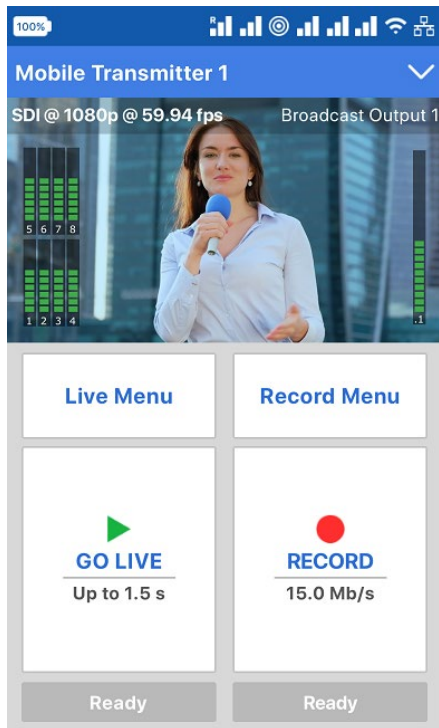 100%
R
Mobile Transmitter 1
SDI @ 1080p @ 59.94 fps
Broadcast Output 1
5 6 7 8
1 2 3 4
.1
Live Menu
Record Menu
GO LIVE
Up to 1.5 s
RECORD
15.0 Mb/s
Ready
Ready